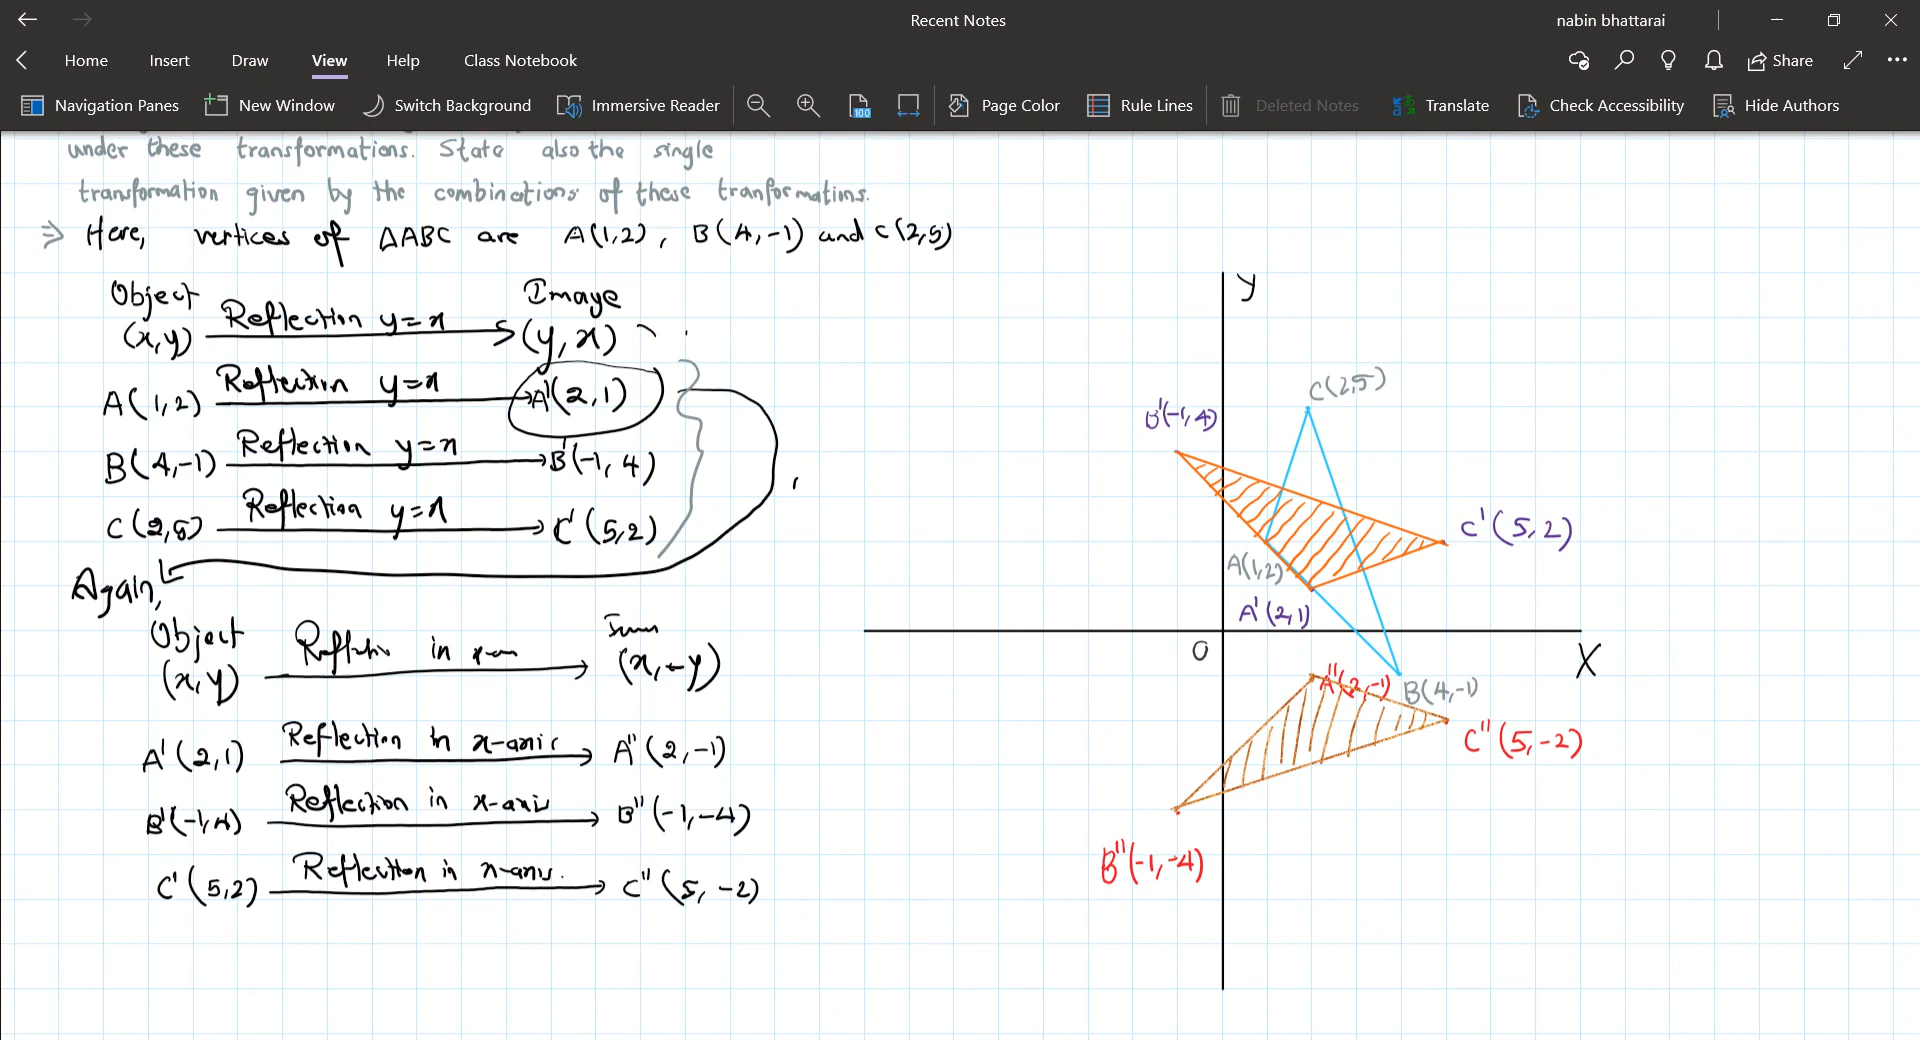 Recent Notes
nabin bhattarai
Home Insert Draw View Help Class Notebook
Share
Navigation Panes New Window Switch Background Immersive Reader 100 Page Color Rule Lines Deleted Notes Translate Check Accessibility Hide Authors
under these transformations. State also the single
transformation given by the combinations of these tranformations.
⇒ Here, vertices of ΔABC are A(1,2), B(4,-1) and C(2,5)
Object Reflection y=x Image
(x,y) (y,x)
A(1,2) Reflection y=x A'(2,1)
B(4,-1) Reflection y=x B'(-1,4)
C(2,5) Reflection y=x C'(5,2)
Again,
Object in
(x,y) (x,-y)
A'(2,1) Reflection in x-axis A"(2,-1)
B'(-1,4) Reflection in x-axis B"(-1,-4)
C'(5,2) Reflection in x-axis. C"(5,-2)
Y
C(2,5)
B'(-1,4)
C'(5,2)
A(1,2)
A'(2,1)
O
X
A"(2,-1)
B(4,-1)
C"(5,-2)
B"(-1,-4)